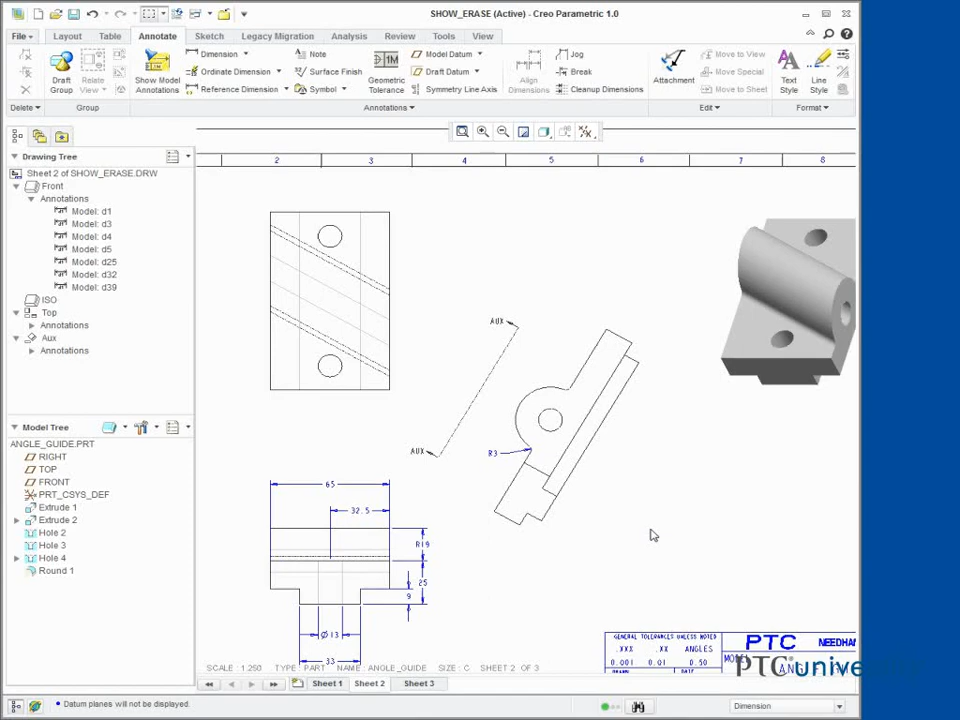 SHOW_ERASE (Active) - Creo Parametric 1.0
File Layout Table Annotate Sketch Legacy Migration Analysis Review Tools View
Draft Group
Relate View
Show Model Annotations
Dimension
Ordinate Dimension
Reference Dimension
Note
Surface Finish
Symbol
Geometric Tolerance
Model Datum
Draft Datum
Symmetry Line Axis
Align Dimensions
Jog
Break
Cleanup Dimensions
Attachment
Move to View
Move Special
Move to Sheet
Text Style
Line Style
Delete Group Annotations Edit Format
Drawing Tree
Sheet 2 of SHOW_ERASE.DRW
Front
Annotations
Model: d1
Model: d3
Model: d4
Model: d5
Model: d25
Model: d32
Model: d39
ISO
Top
Annotations
Aux
Annotations
Model Tree
ANGLE_GUIDE.PRT
RIGHT
TOP
FRONT
PRT_CSYS_DEF
Extrude 1
Extrude 2
Hole 2
Hole 3
Hole 4
Round 1
2 3 4 5 6 7 8
AUX
AUX
R3
65
32.5
R19
25
9
Ø13
33
GENERAL TOLERANCES UNLESS NOTED
.XXX .XX ANGLES
0.001 0.01 0.50
PTC NEEDHAM
MODEL
SCALE : 1.250 TYPE : PART NAME : ANGLE_GUIDE SIZE : C SHEET 2 OF 3
Sheet 1 Sheet 2 Sheet 3
Datum planes will not be displayed.
Dimension